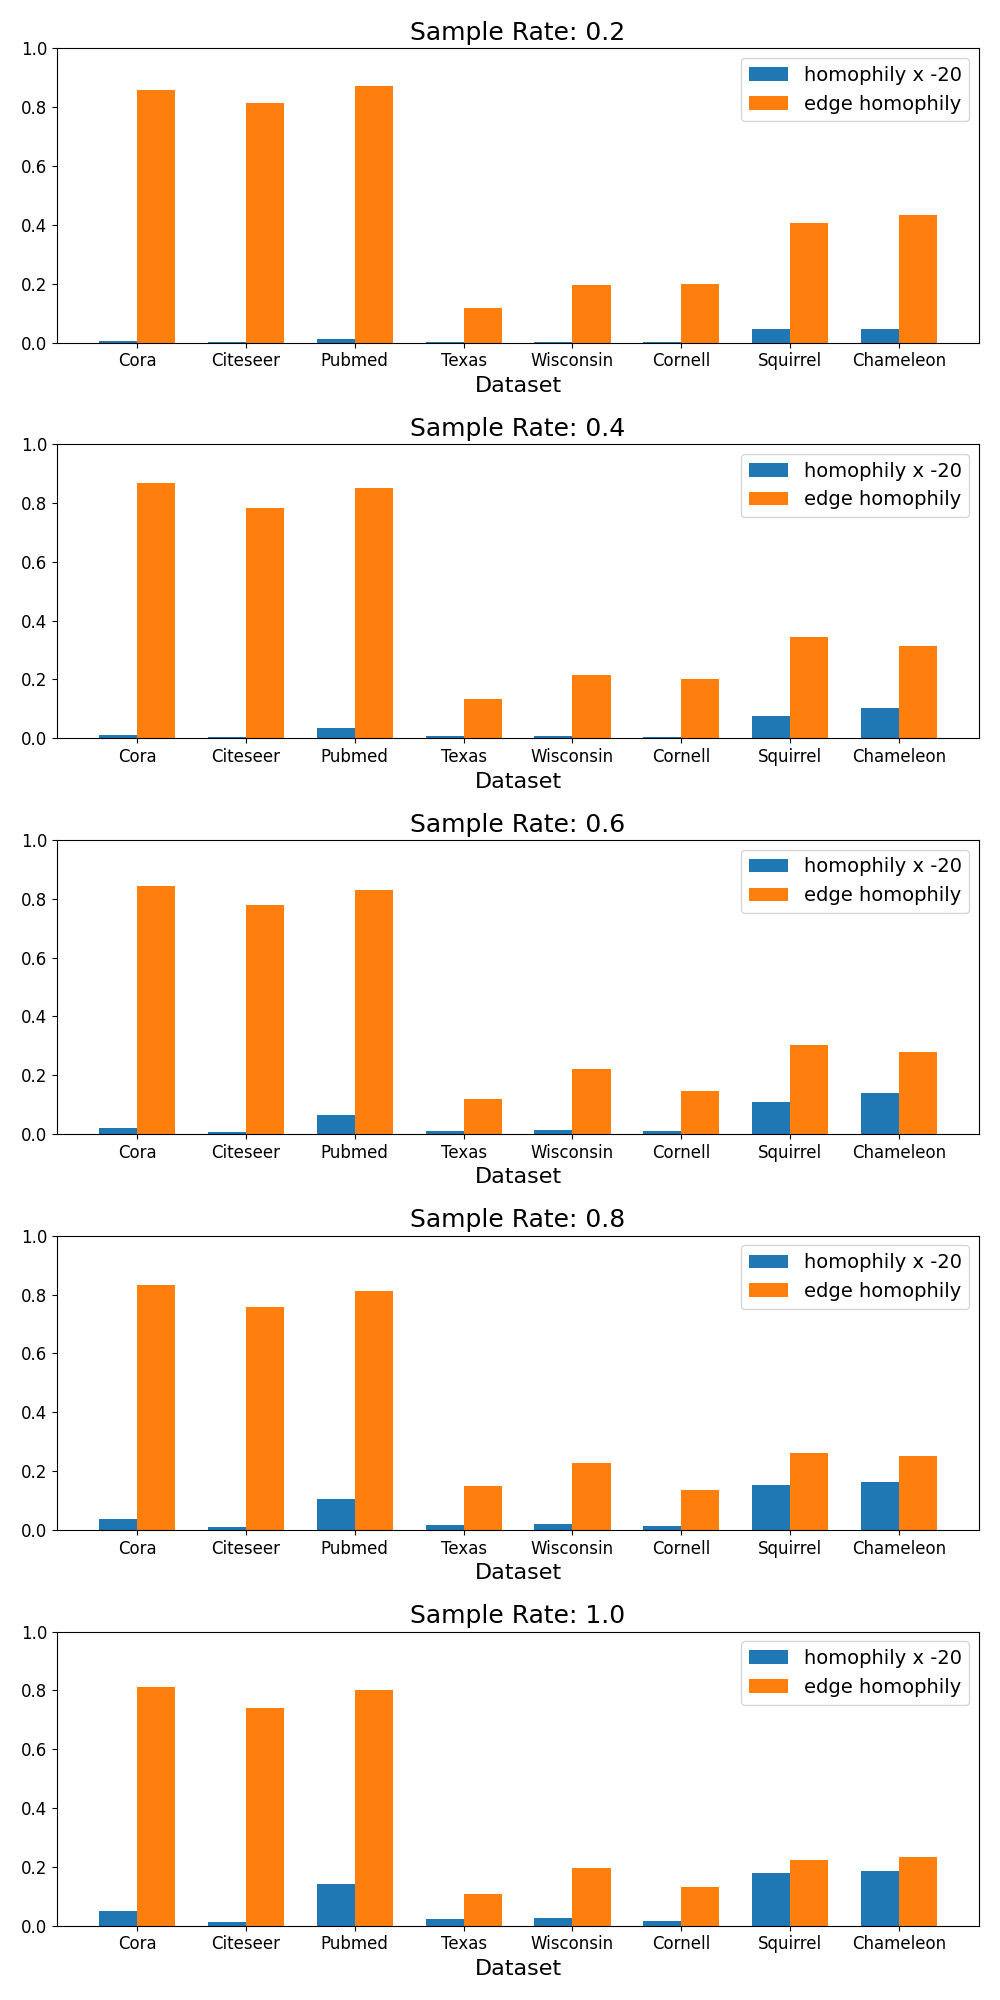 Sample Rate: 0.2
1.0
0.8
0.6
0.4
0.2
0.0
homophily x -20
edge homophily
Cora Citeseer Pubmed Texas Wisconsin Cornell Squirrel Chameleon
Dataset
Sample Rate: 0.4
1.0
0.8
0.6
0.4
0.2
0.0
homophily x -20
edge homophily
Cora Citeseer Pubmed Texas Wisconsin Cornell Squirrel Chameleon
Dataset
Sample Rate: 0.6
1.0
0.8
0.6
0.4
0.2
0.0
homophily x -20
edge homophily
Cora Citeseer Pubmed Texas Wisconsin Cornell Squirrel Chameleon
Dataset
Sample Rate: 0.8
1.0
0.8
0.6
0.4
0.2
0.0
homophily x -20
edge homophily
Cora Citeseer Pubmed Texas Wisconsin Cornell Squirrel Chameleon
Dataset
Sample Rate: 1.0
1.0
0.8
0.6
0.4
0.2
0.0
homophily x -20
edge homophily
Cora Citeseer Pubmed Texas Wisconsin Cornell Squirrel Chameleon
Dataset